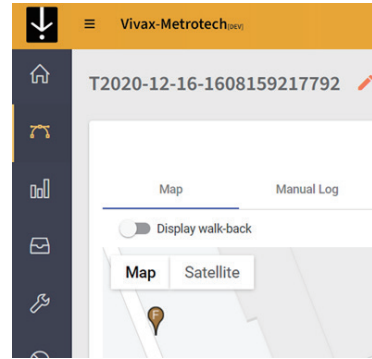 Vivax-Metrotech[DEV]
T2020-12-16-1608159217792
Map Manual Log
Display walk-back
Map Satellite
F